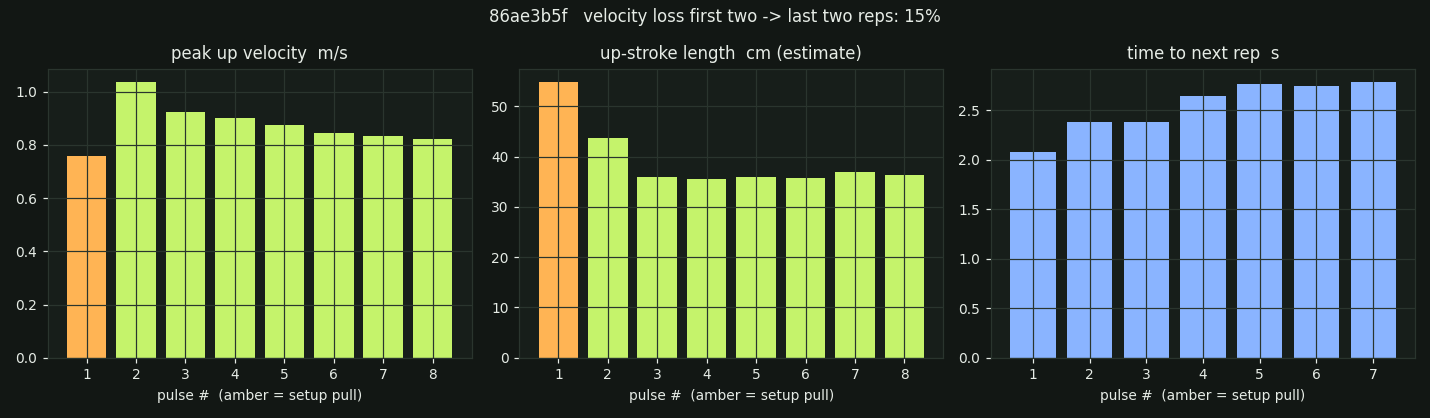 86ae3b5f   velocity loss first two -> last two reps: 15%
peak up velocity  m/s
1.0
0.8
0.6
0.4
0.2
0.0
1 2 3 4 5 6 7 8
pulse #  (amber = setup pull)
up-stroke length  cm (estimate)
50
40
30
20
10
0
1 2 3 4 5 6 7 8
pulse #  (amber = setup pull)
time to next rep  s
2.5
2.0
1.5
1.0
0.5
0.0
1 2 3 4 5 6 7
pulse #  (amber = setup pull)